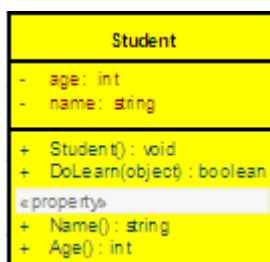 Student
- age: int
- name: string
+ Student() : void
+ DoLearn(object) : boolean
«property»
+ Name() : string
+ Age() : int